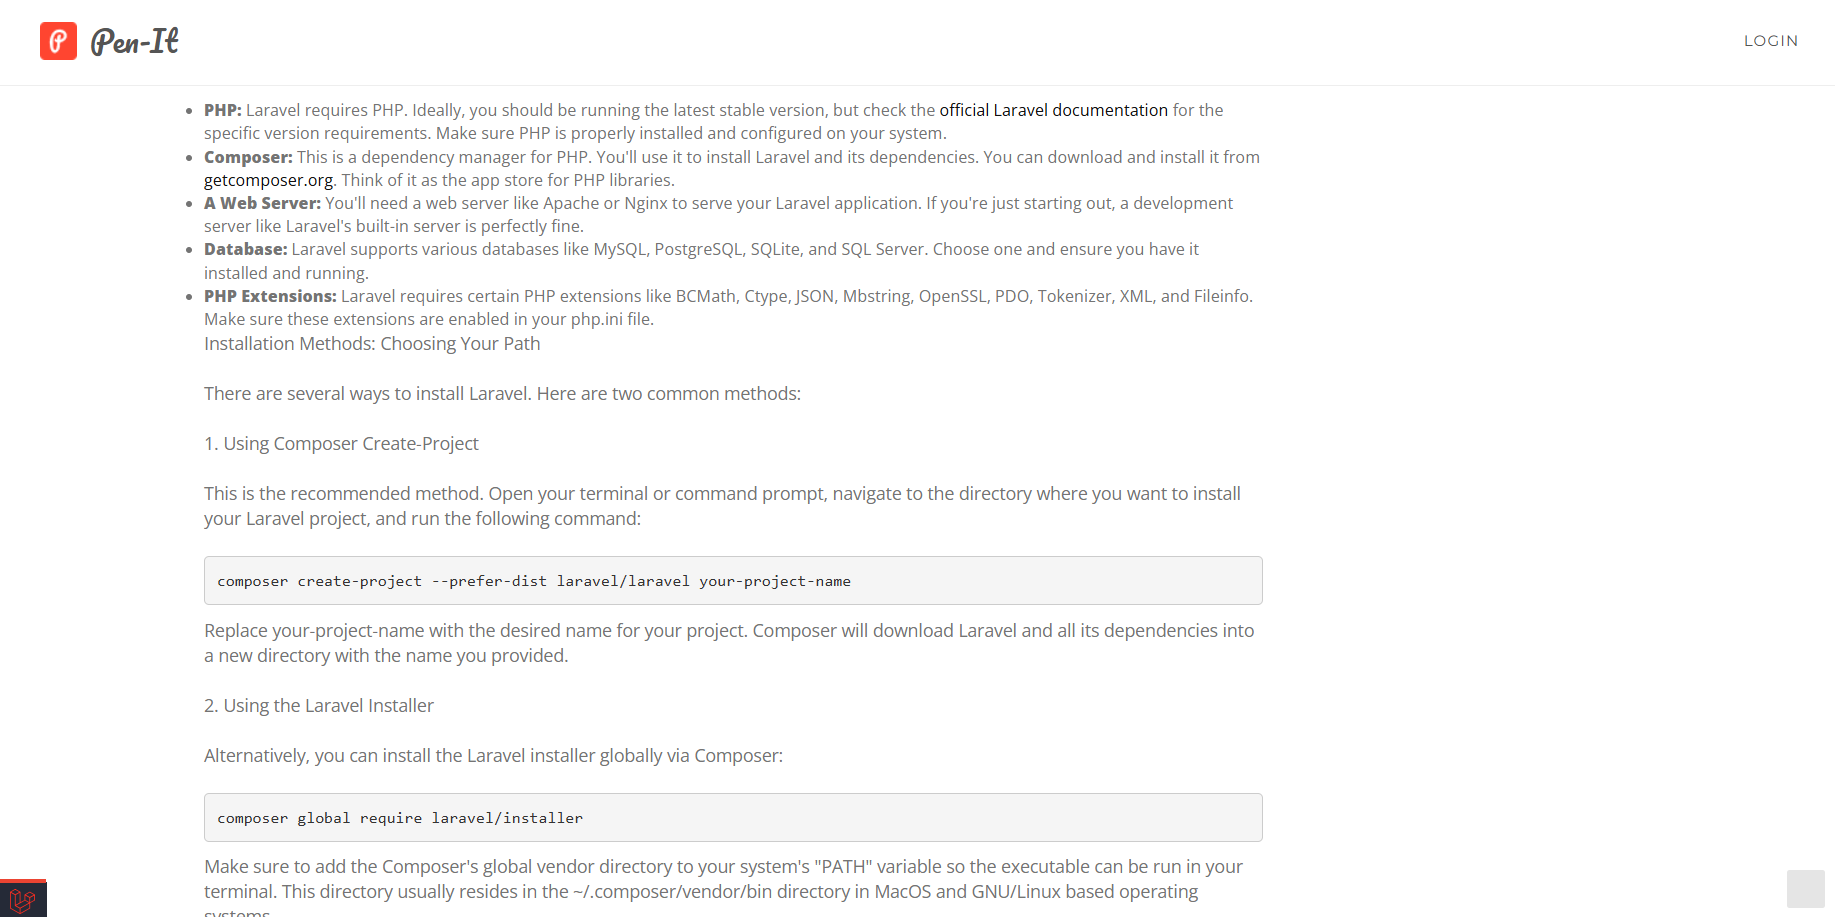 Pen-It
LOGIN
PHP: Laravel requires PHP. Ideally, you should be running the latest stable version, but check the official Laravel documentation for the
specific version requirements. Make sure PHP is properly installed and configured on your system.
Composer: This is a dependency manager for PHP. You'll use it to install Laravel and its dependencies. You can download and install it from
getcomposer.org. Think of it as the app store for PHP libraries.
A Web Server: You'll need a web server like Apache or Nginx to serve your Laravel application. If you're just starting out, a development
server like Laravel's built-in server is perfectly fine.
Database: Laravel supports various databases like MySQL, PostgreSQL, SQLite, and SQL Server. Choose one and ensure you have it
installed and running.
PHP Extensions: Laravel requires certain PHP extensions like BCMath, Ctype, JSON, Mbstring, OpenSSL, PDO, Tokenizer, XML, and Fileinfo.
Make sure these extensions are enabled in your php.ini file.
Installation Methods: Choosing Your Path
There are several ways to install Laravel. Here are two common methods:
1. Using Composer Create-Project
This is the recommended method. Open your terminal or command prompt, navigate to the directory where you want to install
your Laravel project, and run the following command:
composer create-project --prefer-dist laravel/laravel your-project-name
Replace your-project-name with the desired name for your project. Composer will download Laravel and all its dependencies into
a new directory with the name you provided.
2. Using the Laravel Installer
Alternatively, you can install the Laravel installer globally via Composer:
composer global require laravel/installer
Make sure to add the Composer's global vendor directory to your system's "PATH" variable so the executable can be run in your
terminal. This directory usually resides in the ~/.composer/vendor/bin directory in MacOS and GNU/Linux based operating
systems.